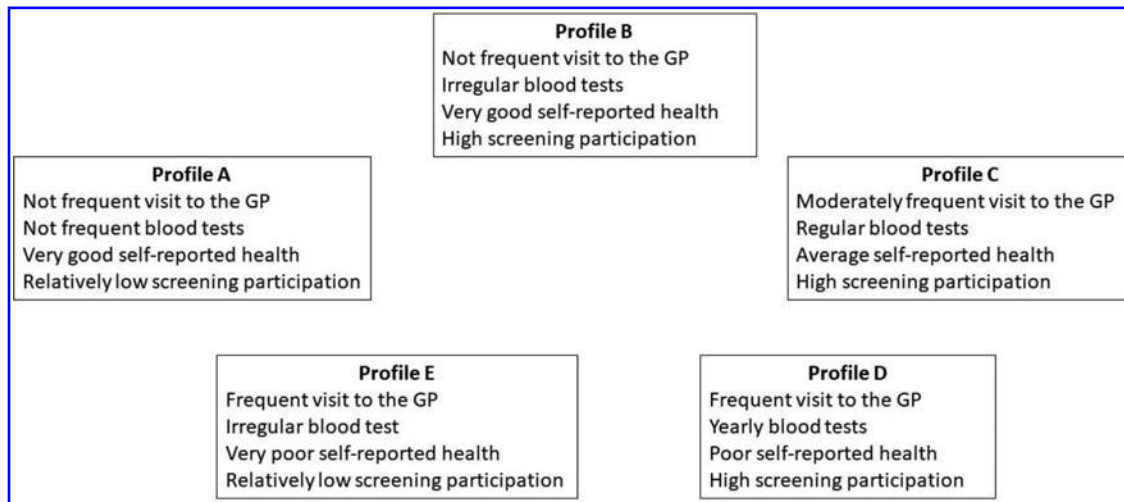 Profile B
Not frequent visit to the GP
Irregular blood tests
Very good self-reported health
High screening participation
Profile A
Not frequent visit to the GP
Not frequent blood tests
Very good self-reported health
Relatively low screening participation
Profile C
Moderately frequent visit to the GP
Regular blood tests
Average self-reported health
High screening participation
Profile E
Frequent visit to the GP
Irregular blood test
Very poor self-reported health
Relatively low screening participation
Profile D
Frequent visit to the GP
Yearly blood tests
Poor self-reported health
High screening participation